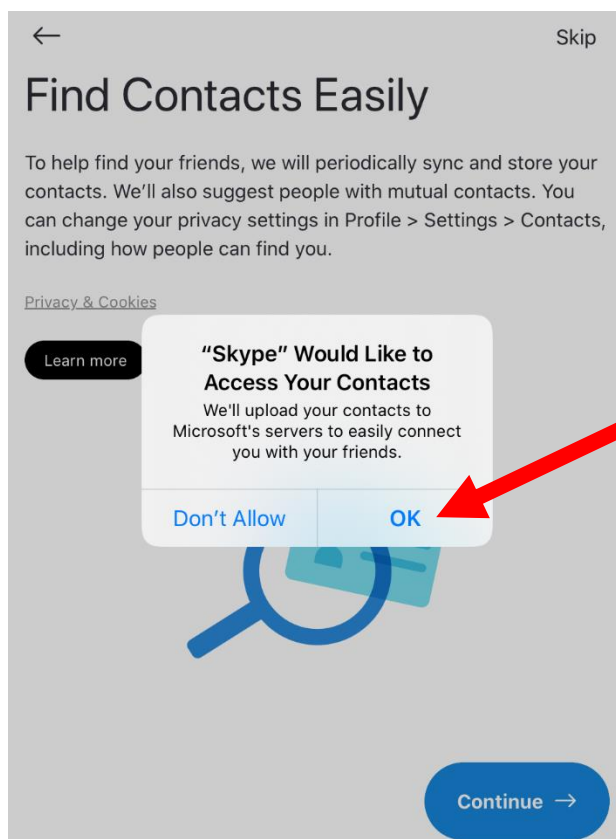 Skip
Find Contacts Easily
To help find your friends, we will periodically sync and store your
contacts. We'll also suggest people with mutual contacts. You
can change your privacy settings in Profile > Settings > Contacts,
including how people can find you.
Privacy & Cookies
Learn more
“Skype” Would Like to
Access Your Contacts
We'll upload your contacts to
Microsoft's servers to easily connect
you with your friends.
Don’t Allow OK
Continue →